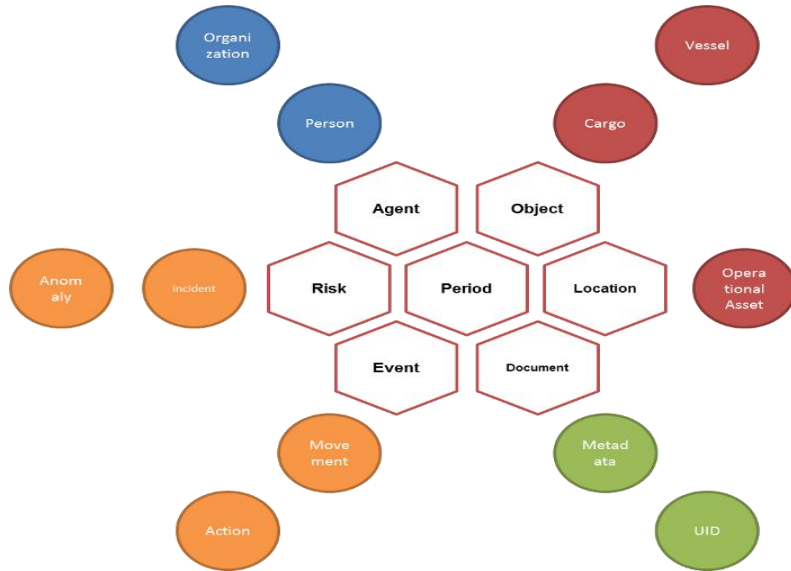 Organi
zation
Vessel
Person
Cargo
Agent
Object
Anom
aly
Incident
Risk
Period
Location
Opera
tional
Asset
Event
Document
Move
ment
Metad
ata
Action
UID